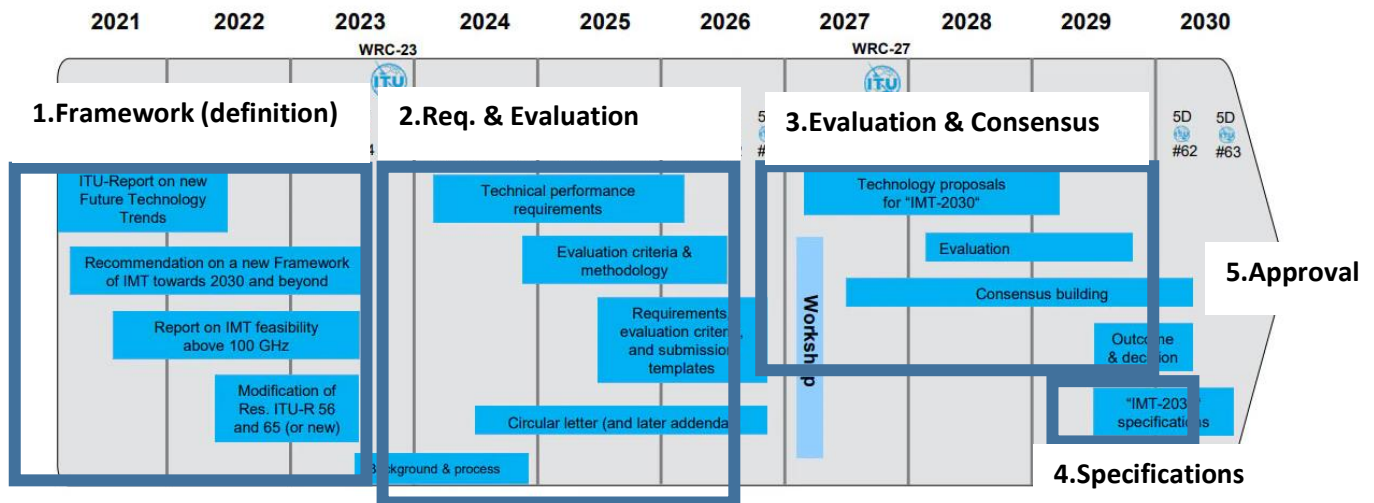 2021 2022 2023 2024 2025 2026 2027 2028 2029 2030
WRC-23 WRC-27
ITU ITU
1.Framework (definition)
2.Req. & Evaluation
3.Evaluation & Consensus
5D 5D
#62 #63
ITU-Report on new
Future Technology
Trends
Recommendation on a new Framework
of IMT towards 2030 and beyond
Report on IMT feasibility
above 100 GHz
Modification of
Res. ITU-R 56
and 65 (or new)
Background & process
Technical performance
requirements
Evaluation criteria &
methodology
Requirements,
evaluation criteria,
and submission
templates
Circular letter (and later addenda)
Technology proposals
for "IMT-2030"
Evaluation
Consensus building
Workshop
Outcome
& decision
"IMT-2030"
specifications
4.Specifications
5.Approval